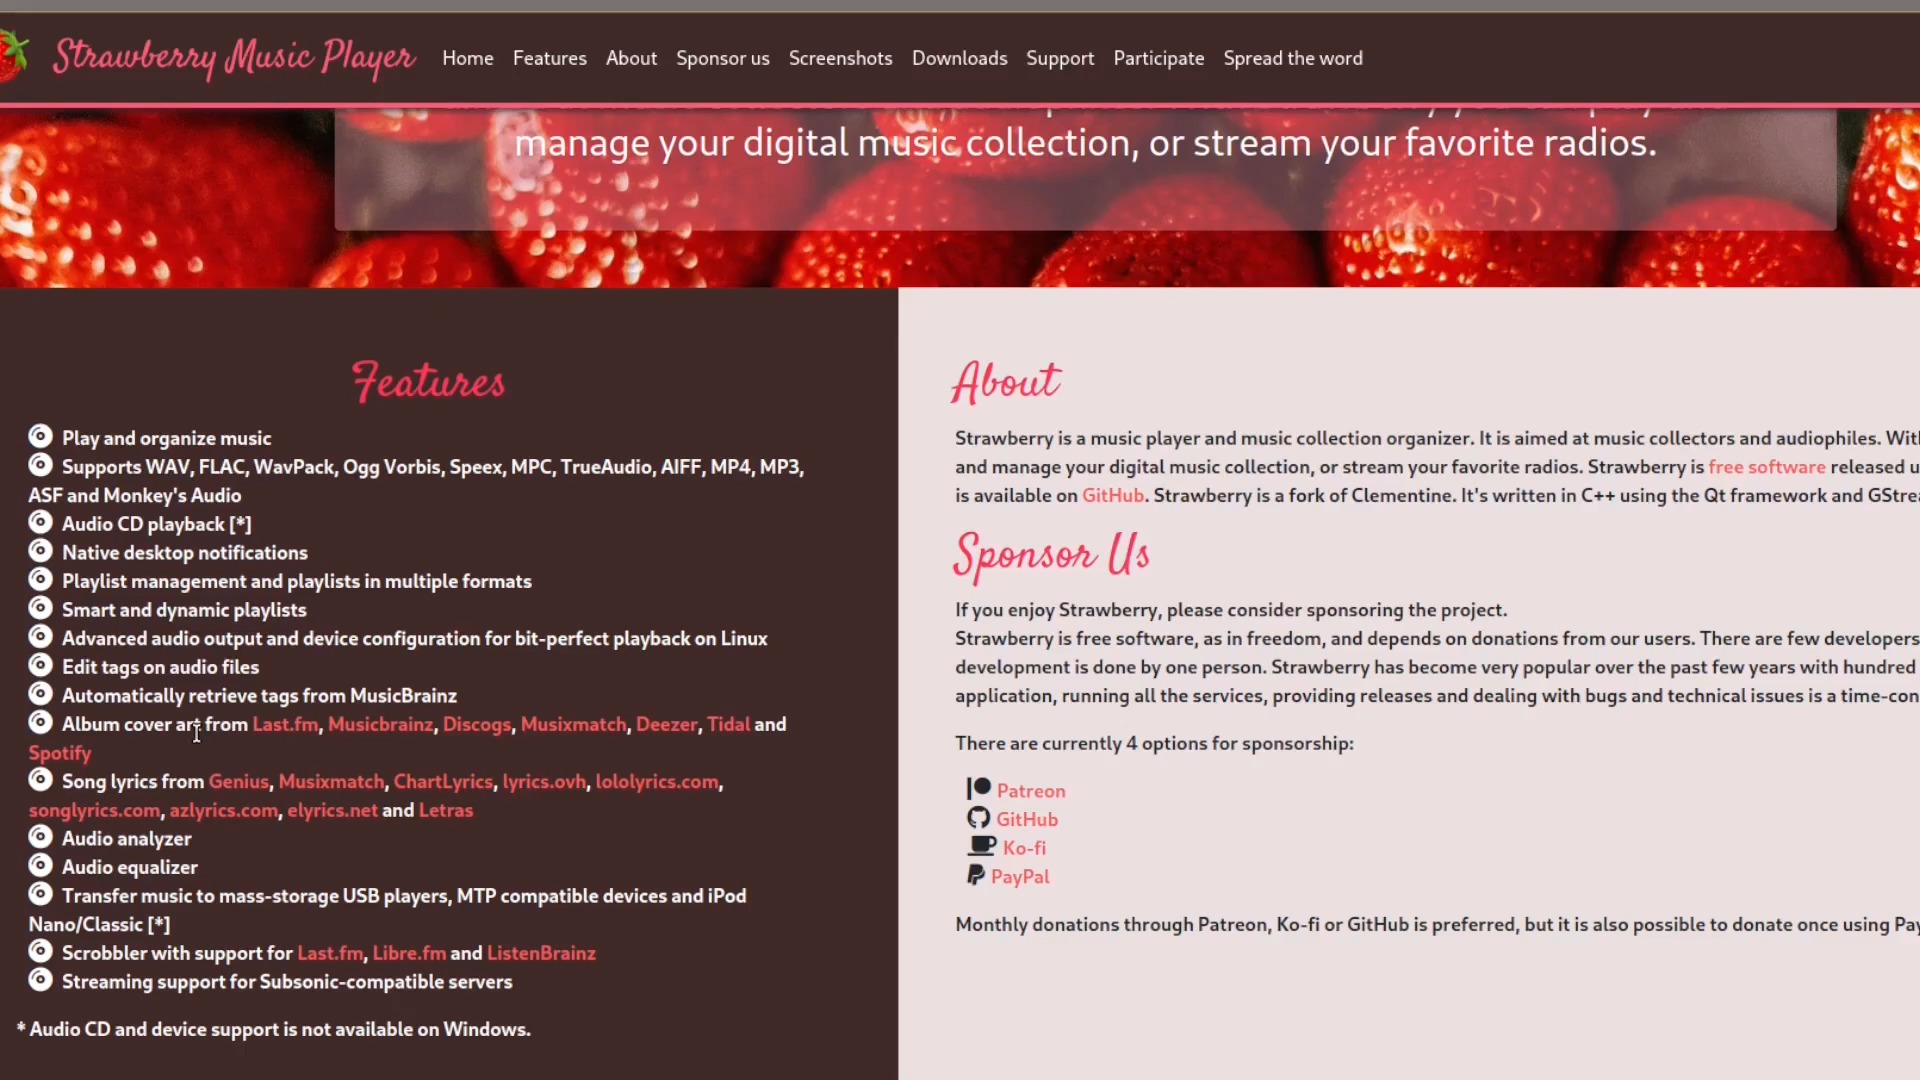 Strawberry Music Player
Home Features About Sponsor us Screenshots Downloads Support Participate Spread the word
manage your digital music collection, or stream your favorite radios.
Features
Play and organize music
Supports WAV, FLAC, WavPack, Ogg Vorbis, Speex, MPC, TrueAudio, AIFF, MP4, MP3,
ASF and Monkey's Audio
Audio CD playback [*]
Native desktop notifications
Playlist management and playlists in multiple formats
Smart and dynamic playlists
Advanced audio output and device configuration for bit-perfect playback on Linux
Edit tags on audio files
Automatically retrieve tags from MusicBrainz
Album cover art from Last.fm, Musicbrainz, Discogs, Musixmatch, Deezer, Tidal and
Spotify
Song lyrics from Genius, Musixmatch, ChartLyrics, lyrics.ovh, lololyrics.com,
songlyrics.com, azlyrics.com, elyrics.net and Letras
Audio analyzer
Audio equalizer
Transfer music to mass-storage USB players, MTP compatible devices and iPod
Nano/Classic [*]
Scrobbler with support for Last.fm, Libre.fm and ListenBrainz
Streaming support for Subsonic-compatible servers
* Audio CD and device support is not available on Windows.
About
Strawberry is a music player and music collection organizer. It is aimed at music collectors and audiophiles.
and manage your digital music collection, or stream your favorite radios. Strawberry is free software released
is available on GitHub. Strawberry is a fork of Clementine. It's written in C++ using the Qt framework and
Sponsor Us
If you enjoy Strawberry, please consider sponsoring the project.
Strawberry is free software, as in freedom, and depends on donations from our users. There are few developers
development is done by one person. Strawberry has become very popular over the past few years with hundred
application, running all the services, providing releases and dealing with bugs and technical issues is a
There are currently 4 options for sponsorship:
Patreon
GitHub
Ko-fi
PayPal
Monthly donations through Patreon, Ko-fi or GitHub is preferred, but it is also possible to donate once using